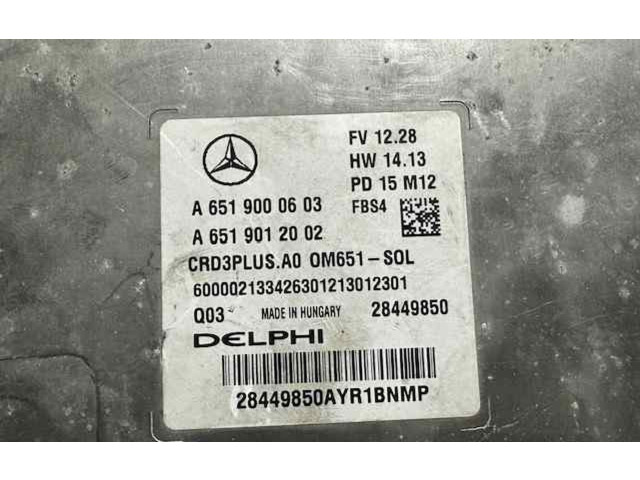 FV 12.28
HW 14.13
PD 15 M12
A 651 900 06 03
FBS4
A 651 901 20 02
CRD3PLUS.A0 OM651-SOL
600002133426301213012301
Q03 MADE IN HUNGARY 28449850
DELPHI
28449850AYR1BNMP